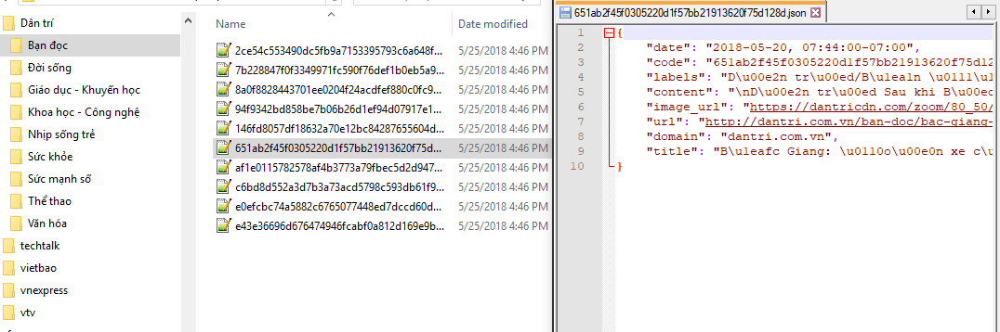 Dân trí
Bạn đọc
Đời sống
Giáo dục - Khuyến học
Khoa học - Công nghệ
Nhịp sống trẻ
Sức khỏe
Sức mạnh số
Thể thao
Văn hóa
techtalk
vietbao
vnexpress
vtv
Name Date modified
2ce54c553490dc5fb9a7153395793c6a648f... 5/25/2018 4:46 PM
7b228847f0f3349971fc590f76def1b0eb5a9... 5/25/2018 4:46 PM
8a0f8828443701ee0204f24acdfef880c0fc9... 5/25/2018 4:46 PM
94f9342bd858be7b06b26d1ef94d07917e1... 5/25/2018 4:46 PM
146fd8057df18632a70e12bc84287655604d... 5/25/2018 4:46 PM
651ab2f45f0305220d1f57bb21913620f75d... 5/25/2018 4:46 PM
af1e0115782578af4b3773a79fbec5d2d947... 5/25/2018 4:46 PM
c6bd8d552a3d7b3a73acd5798c593db61f9... 5/25/2018 4:46 PM
e0efcbc74a5882c6765077448ed7dccd60d... 5/25/2018 4:46 PM
e43e36696d676474946fcabf0a812d169e9b... 5/25/2018 4:46 PM
651ab2f45f0305220d1f57bb21913620f75d128d.json
1 {
2 "date": "2018-05-20, 07:44:00-07:00",
3 "code": "651ab2f45f0305220d1f57bb21913620f75d12
4 "labels": "D\u00e2n tr\u00ed/B\u1ea1n \u0111\u1
5 "content": "\nD\u00e2n tr\u00ed Sau khi B\u00e
6 "image_url": "https://dantricdn.com/zoom/80_50/
7 "url": "http://dantri.com.vn/ban-doc/bac-giang-
8 "domain": "dantri.com.vn",
9 "title": "B\u1eafc Giang: \u0110o\u00e0n xe c\u
10 }